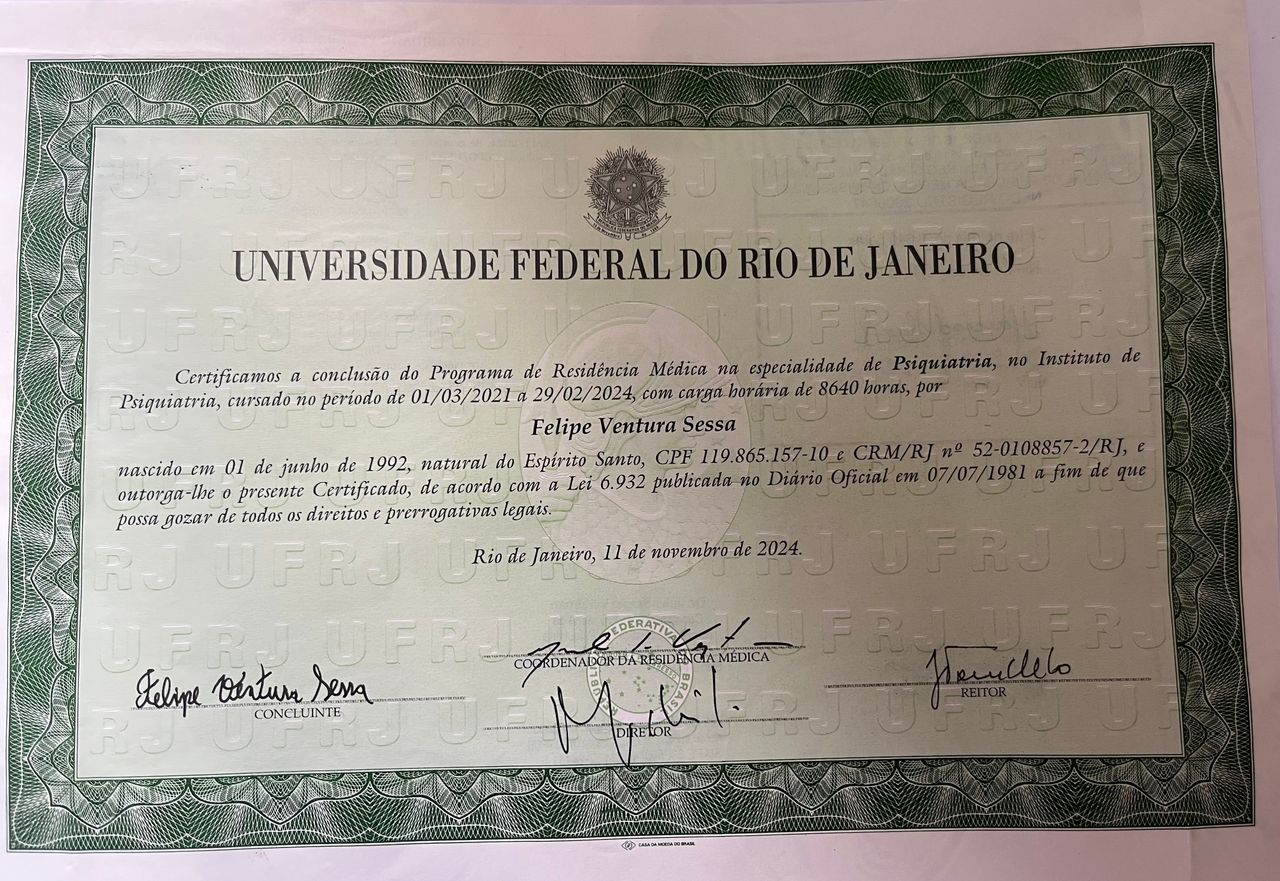 UNIVERSIDADE FEDERAL DO RIO DE JANEIRO
Certificamos a conclusão do Programa de Residência Médica na especialidade de Psiquiatria, no Instituto de
Psiquiatria, cursado no período de 01/03/2021 a 29/02/2024, com carga horária de 8640 horas, por
Felipe Ventura Sessa
nascido em 01 de junho de 1992, natural do Espírito Santo, CPF 119.865.157-10 e CRM/RJ nº 52-0108857-2/RJ, e
outorga-lhe o presente Certificado, de acordo com a Lei 6.932 publicada no Diário Oficial em 07/07/1981 a fim de que
possa gozar de todos os direitos e prerrogativas legais.
Rio de Janeiro, 11 de novembro de 2024.
COORDENADOR DA RESIDÊNCIA MÉDICA
Felipe Ventura Sessa
CONCLUINTE
DIRETOR
REITOR
CASA DA MOEDA DO BRASIL